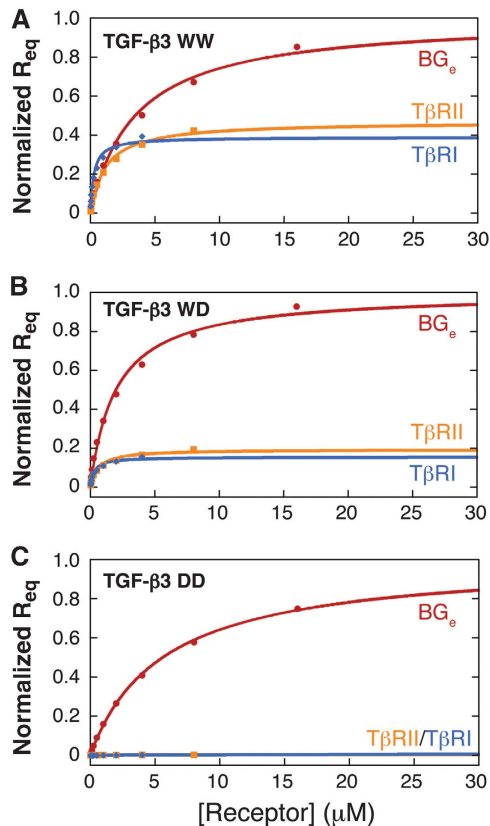 A
TGF-β3 WW
Normalized Req
1.0
0.8
0.6
0.4
0.2
0
BGe
TβRII
TβRI
0 5 10 15 20 25 30
B
TGF-β3 WD
Normalized Req
1.0
0.8
0.6
0.4
0.2
0
BGe
TβRII
TβRI
0 5 10 15 20 25 30
C
TGF-β3 DD
Normalized Req
1.0
0.8
0.6
0.4
0.2
0
BGe
TβRII/TβRI
0 5 10 15 20 25 30
[Receptor] (μM)